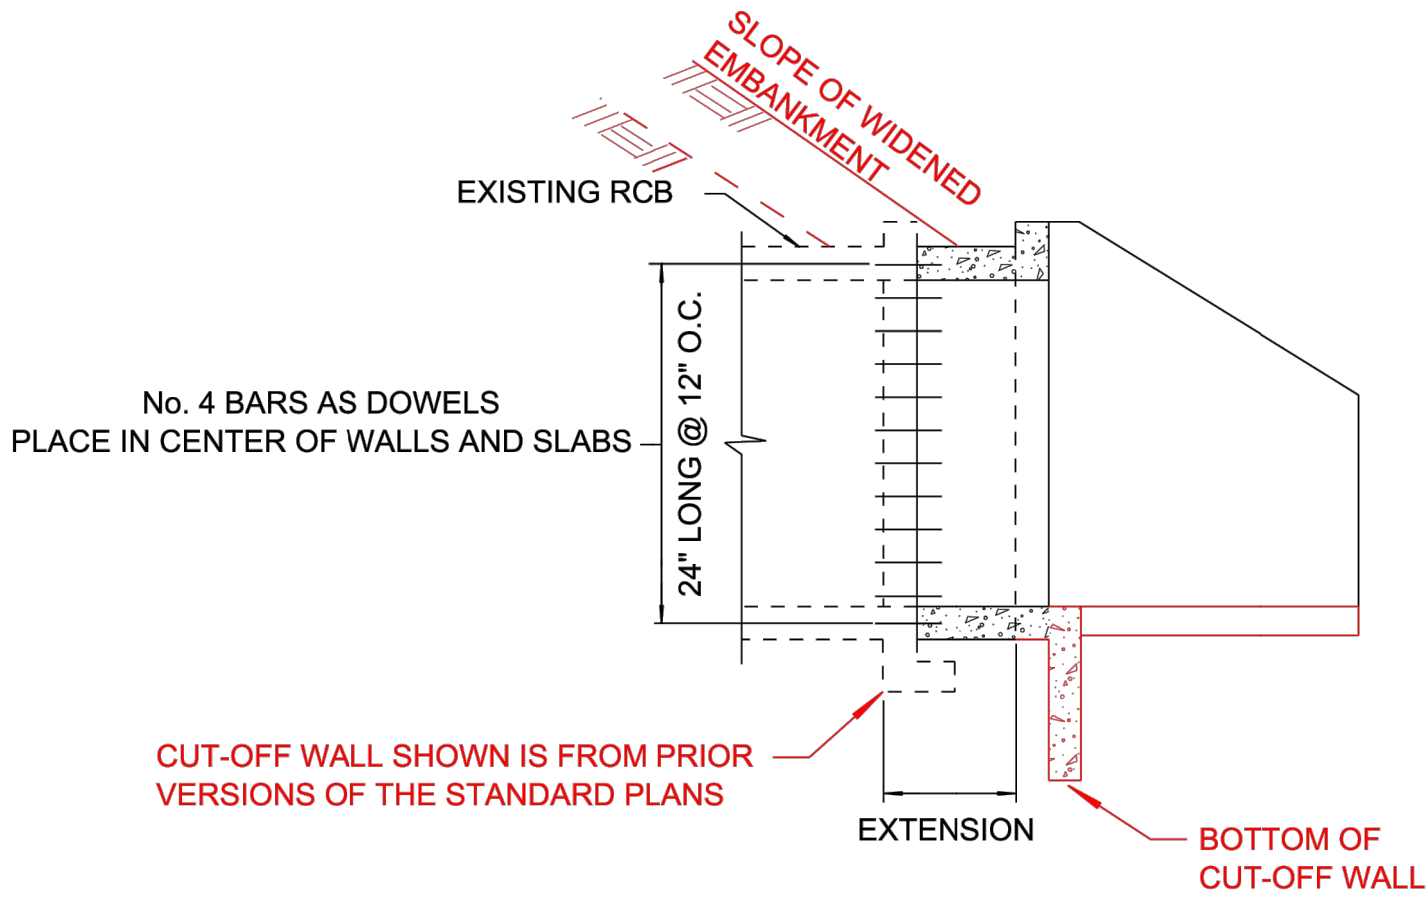 SLOPE OF WIDENED
EMBANKMENT
EXISTING RCB
No. 4 BARS AS DOWELS
PLACE IN CENTER OF WALLS AND SLABS
24" LONG @ 12" O.C.
CUT-OFF WALL SHOWN IS FROM PRIOR
VERSIONS OF THE STANDARD PLANS
EXTENSION
BOTTOM OF
CUT-OFF WALL